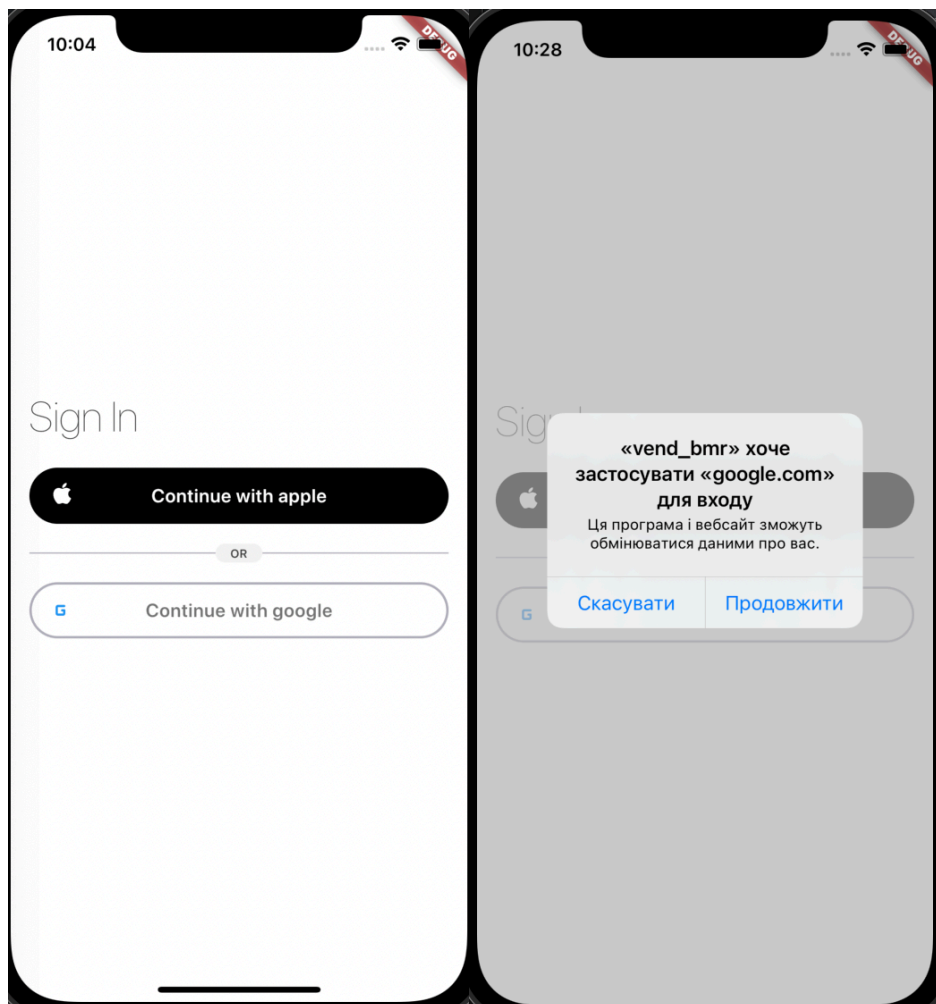 10:04
DEBUG
Sign In
Continue with apple
OR
G
Continue with google
10:28
DEBUG
Sig
«vend_bmr» хоче
застосувати «google.com»
для входу
Ця програма і вебсайт зможуть
обмінюватися даними про вас.
Скасувати
Продовжити
G